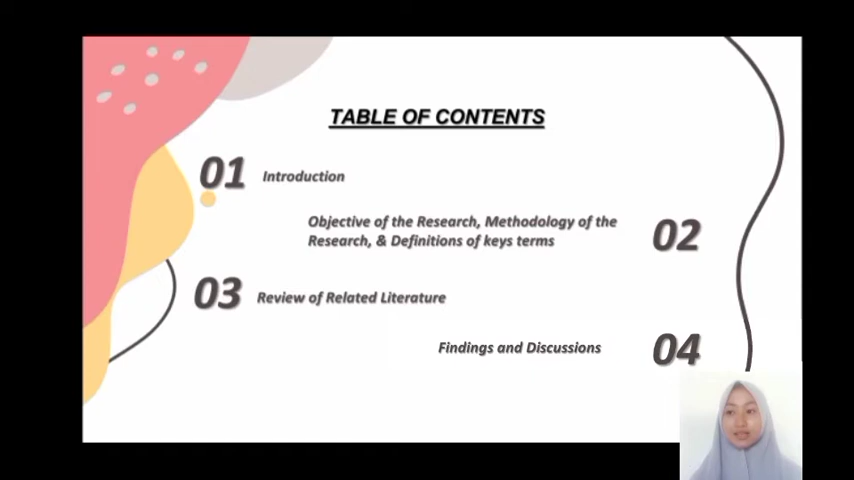 TABLE OF CONTENTS
01 Introduction
Objective of the Research, Methodology of the
Research, & Definitions of keys terms
02
03 Review of Related Literature
Findings and Discussions 04